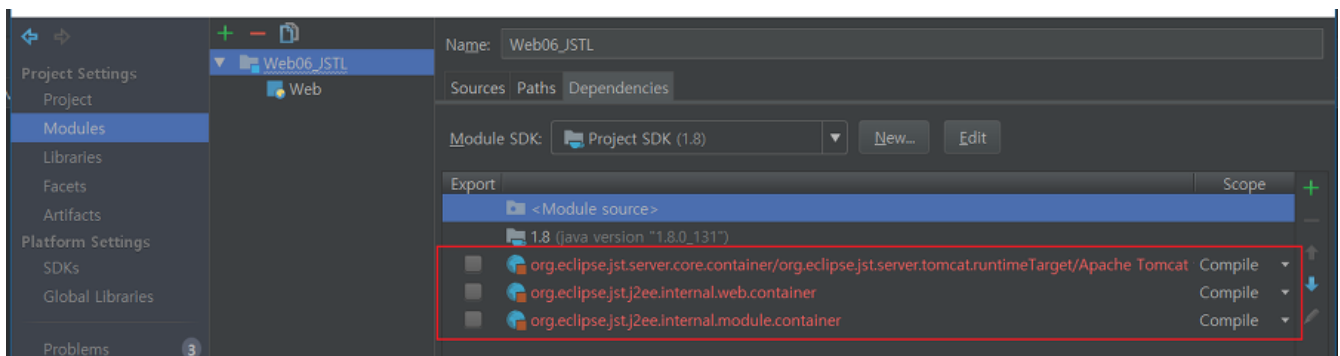 Project Settings
Project
Modules
Libraries
Facets
Artifacts
Platform Settings
SDKs
Global Libraries
Problems 3
Web06_JSTL
Web
Name: Web06_JSTL
Sources Paths Dependencies
Module SDK: Project SDK (1.8) New... Edit
Export Scope
<Module source>
1.8 (java version "1.8.0_131")
org.eclipse.jst.server.core.container/org.eclipse.jst.server.tomcat.runtimeTarget/Apache Tomcat Compile
org.eclipse.jst.j2ee.internal.web.container Compile
org.eclipse.jst.j2ee.internal.module.container Compile